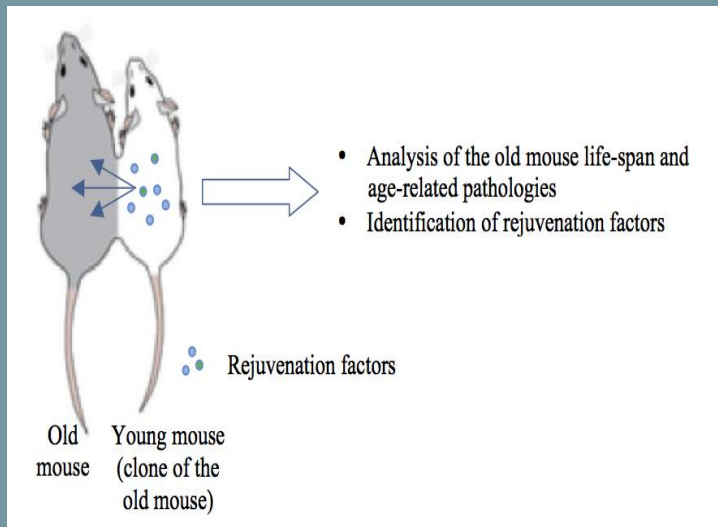 • Analysis of the old mouse life-span and
age-related pathologies
• Identification of rejuvenation factors
Rejuvenation factors
Old
mouse
Young mouse
(clone of the
old mouse)